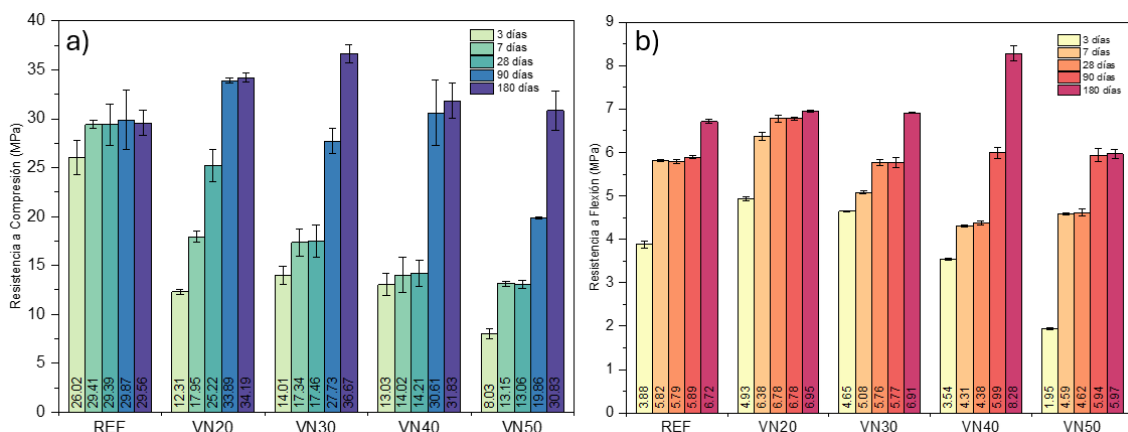 a)
Resistencia a Compresión (MPa)
40
35
30
25
20
15
10
5
0
3 días
7 días
28 días
90 días
180 días
26.02 29.41 29.39 29.87 29.56
12.31 17.95 25.22 33.89 34.19
14.01 17.34 17.46 27.73 36.67
13.03 14.02 14.21 30.61 31.83
8.03 13.15 13.06 19.86 30.83
REF VN20 VN30 VN40 VN50
b)
Resistencia a Flexión (MPa)
9
8
7
6
5
4
3
2
1
0
3 días
7 días
28 días
90 días
180 días
3.88 5.82 5.79 5.89 6.72
4.93 6.38 6.78 6.78 6.95
4.65 5.08 5.76 5.77 6.91
3.54 4.31 4.38 5.99 8.28
1.95 4.59 4.62 5.94 5.97
REF VN20 VN30 VN40 VN50